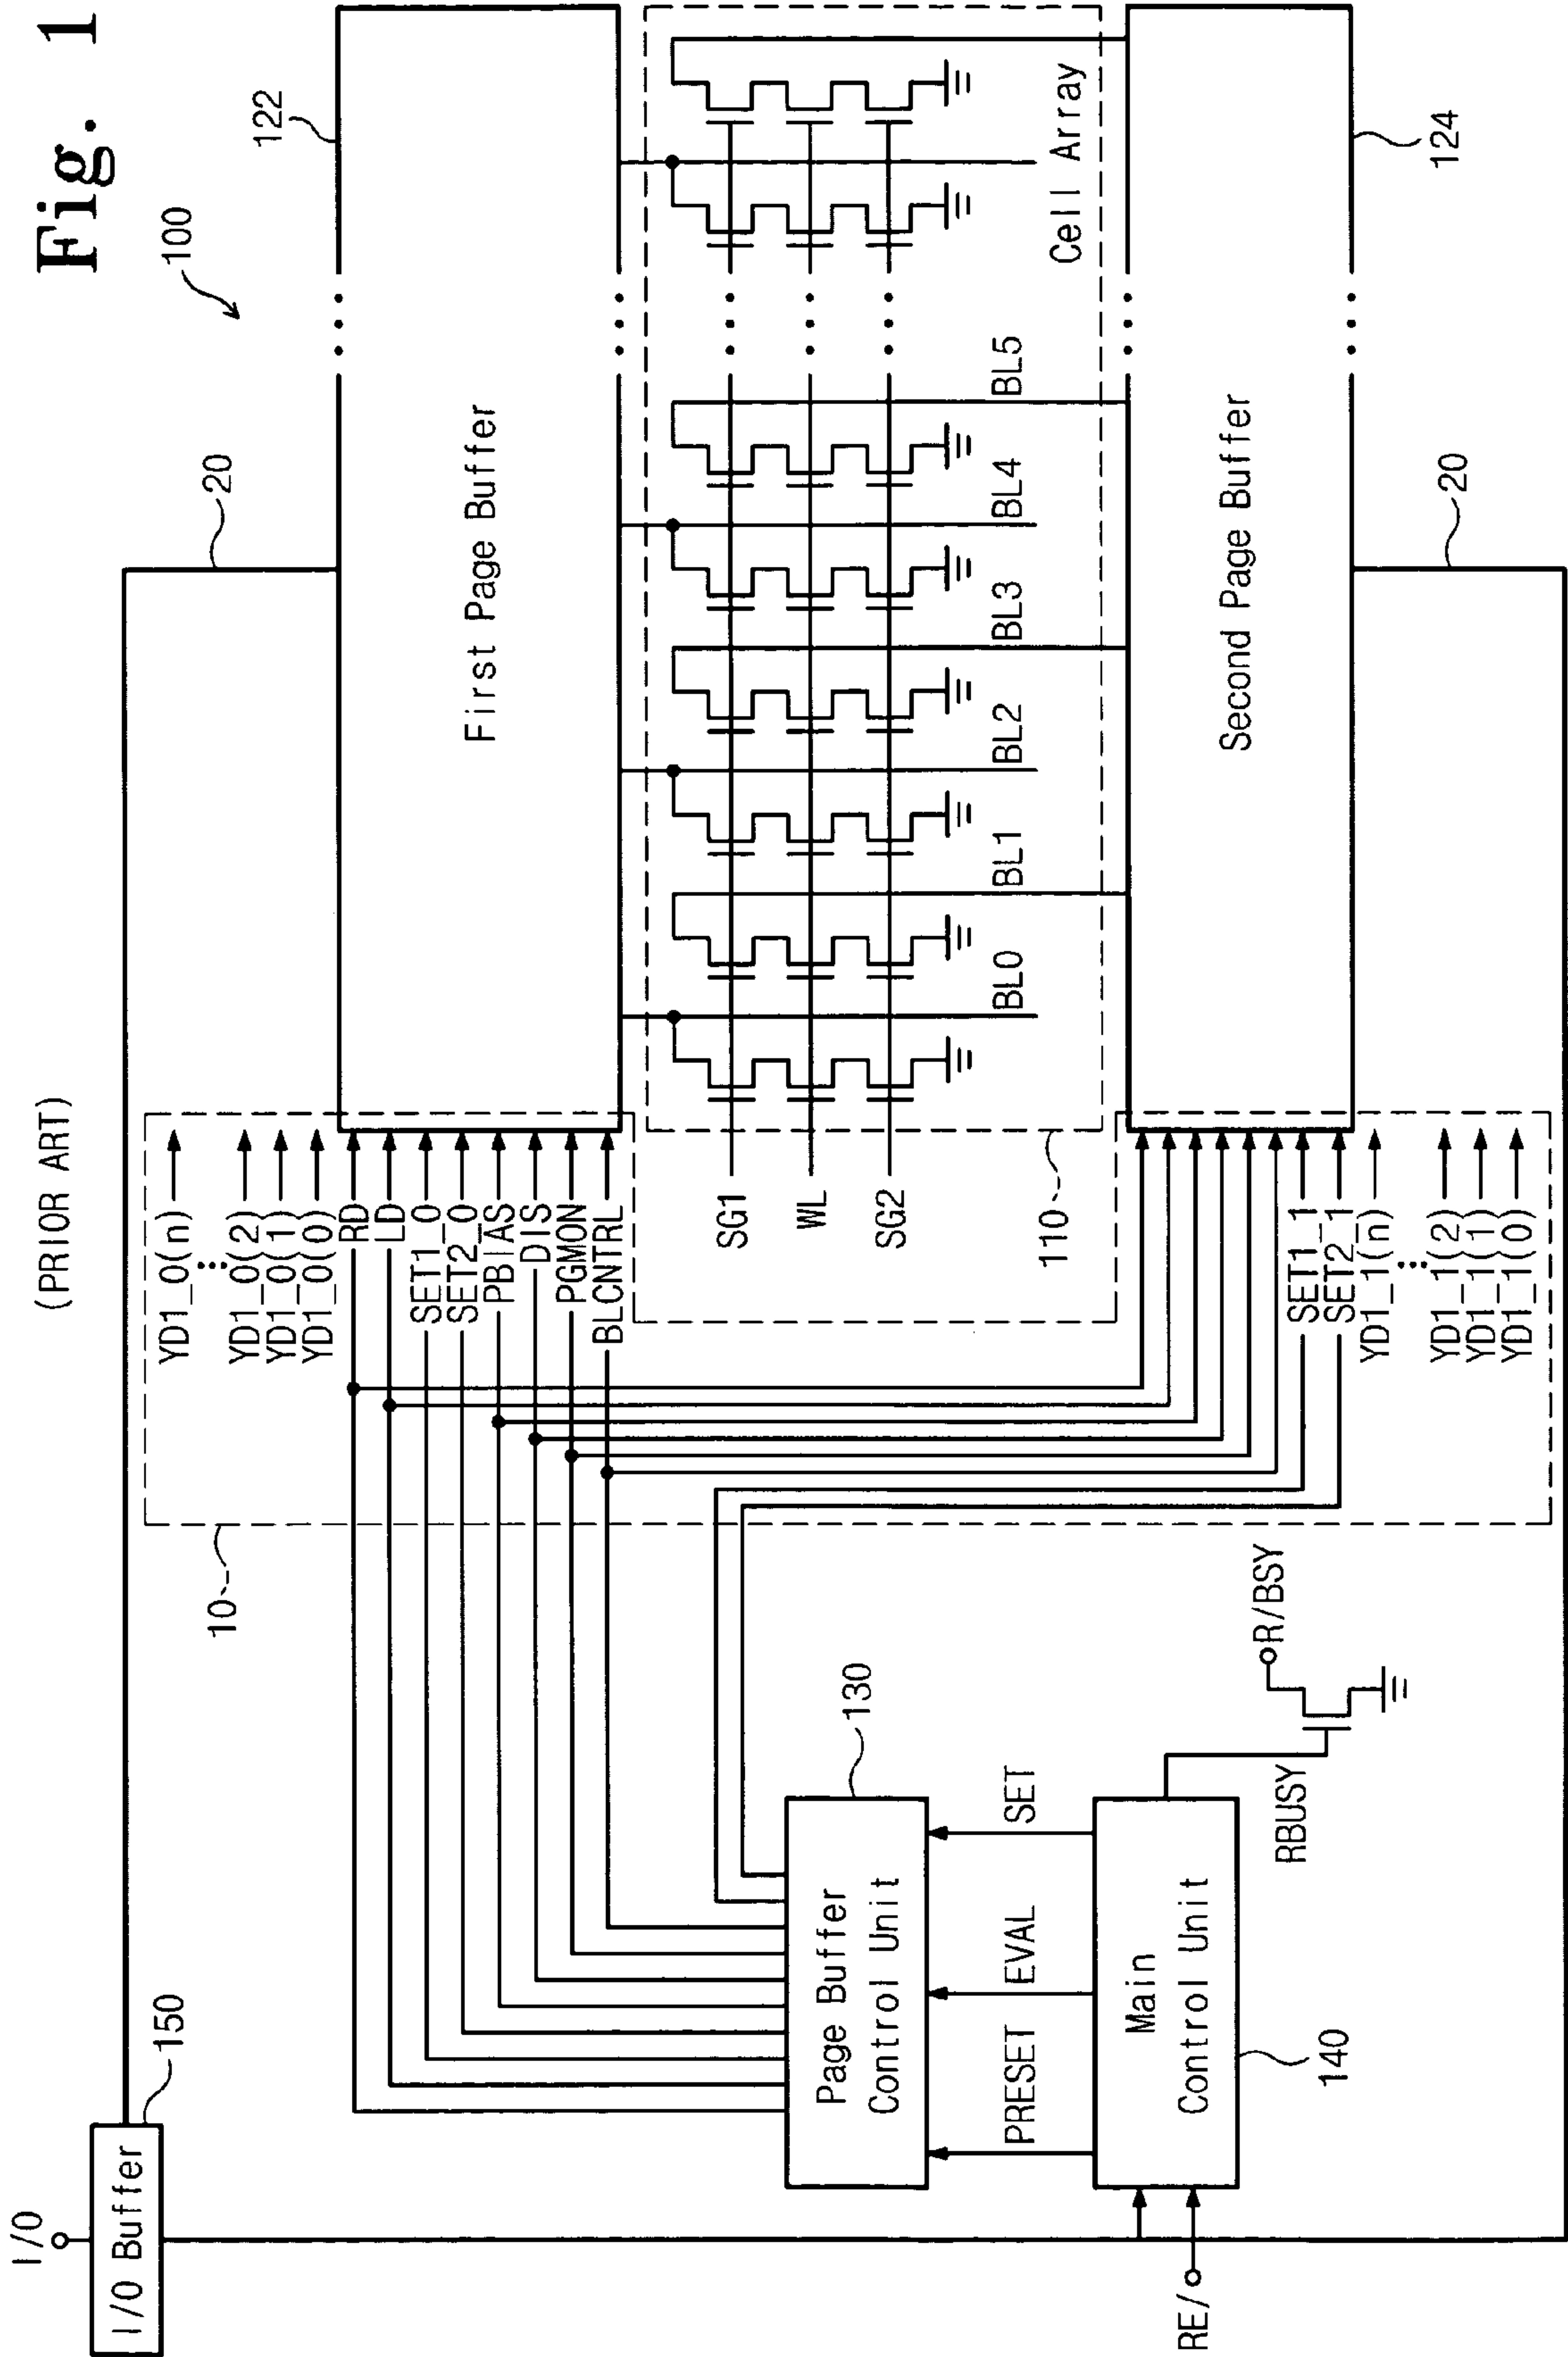 Fig. 1
(PRIOR ART)
100
I/O
I/O Buffer
150
20
122
First Page Buffer
10
YD1_0(n)
YD1_0(2)
YD1_0(1)
YD1_0(0)
RD
LD
SET1_0
SET2_0
PBIAS
DIS
PGMON
BLCNTRL
SG1
WL
SG2
BL0
BL1
BL2
BL3
BL4
BL5
Cell Array
110
Page Buffer
Control Unit
130
PRESET
EVAL
SET
Main
Control Unit
140
RE/
RBUSY
R/BSY
SET1_1
SET2_1
YD1_1(n)
YD1_1(2)
YD1_1(1)
YD1_1(0)
Second Page Buffer
124
20